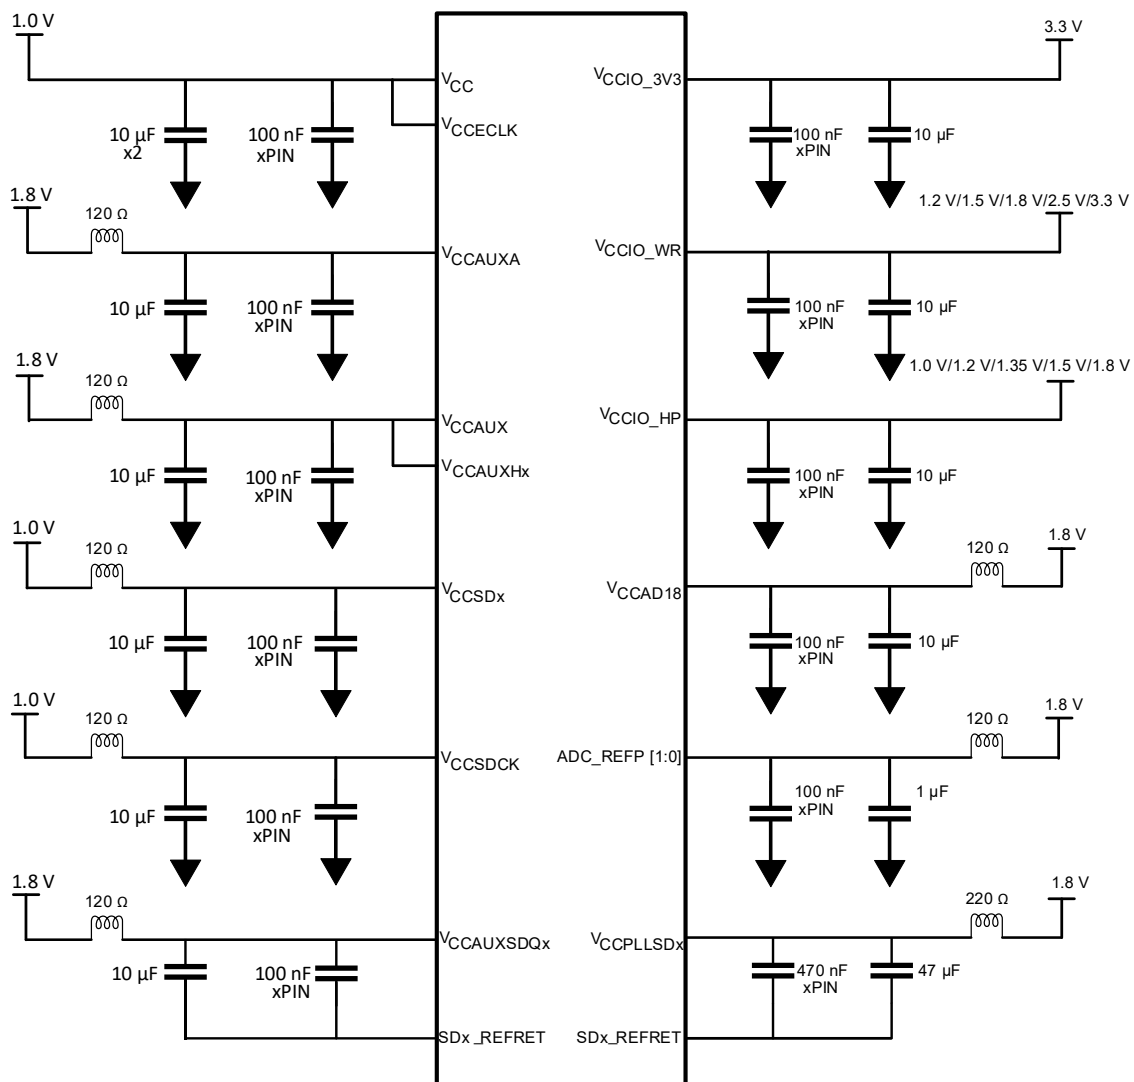 1.0 V
3.3 V
VCC
VCCIO_3V3
VCCECLK
10 µF
x2
100 nF
xPIN
100 nF
xPIN
10 µF
1.8 V
120 Ω
1.2 V/1.5 V/1.8 V/2.5 V/3.3 V
VCCAUXA
VCCIO_WR
10 µF
100 nF
xPIN
100 nF
xPIN
10 µF
1.8 V
120 Ω
1.0 V/1.2 V/1.35 V/1.5 V/1.8 V
VCCAUX
VCCIO_HP
VCCAUXHx
10 µF
100 nF
xPIN
100 nF
xPIN
10 µF
1.0 V
120 Ω
120 Ω
1.8 V
VCCSDx
VCCAD18
10 µF
100 nF
xPIN
100 nF
xPIN
10 µF
1.0 V
120 Ω
120 Ω
1.8 V
VCCSDCK
ADC_REFP [1:0]
10 µF
100 nF
xPIN
100 nF
xPIN
1 µF
1.8 V
120 Ω
220 Ω
1.8 V
VCCAUXSDQx
VCCPLLSDx
10 µF
100 nF
xPIN
470 nF
xPIN
47 µF
SDx_REFRET
SDx_REFRET